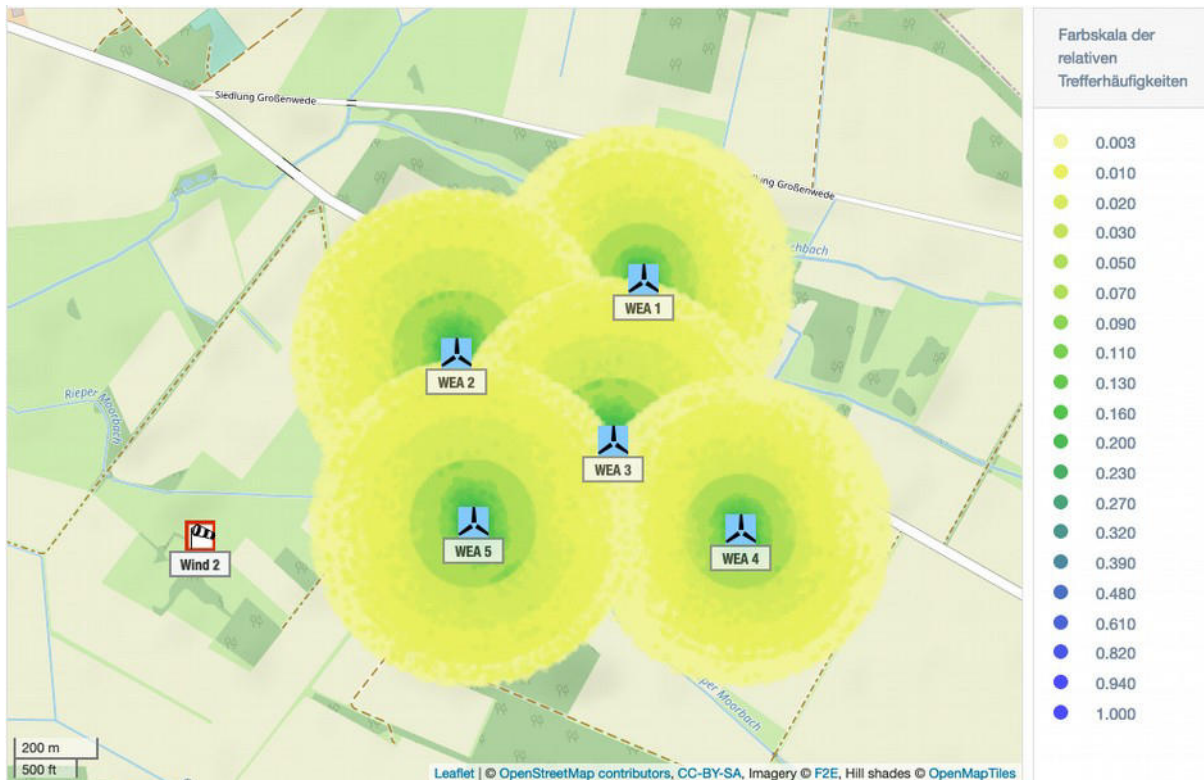 Siedlung Großenwede
lung Großenwede
chbach
WEA 1
WEA 2
Rieper Moorbach
WEA 3
WEA 5
WEA 4
Wind 2
per Moorbach
200 m
500 ft
Leaflet | © OpenStreetMap contributors, CC-BY-SA, Imagery © F2E, Hill shades © OpenMapTiles
Farbskala der
relativen
Trefferhäufigkeiten
0.003
0.010
0.020
0.030
0.050
0.070
0.090
0.110
0.130
0.160
0.200
0.230
0.270
0.320
0.390
0.480
0.610
0.820
0.940
1.000